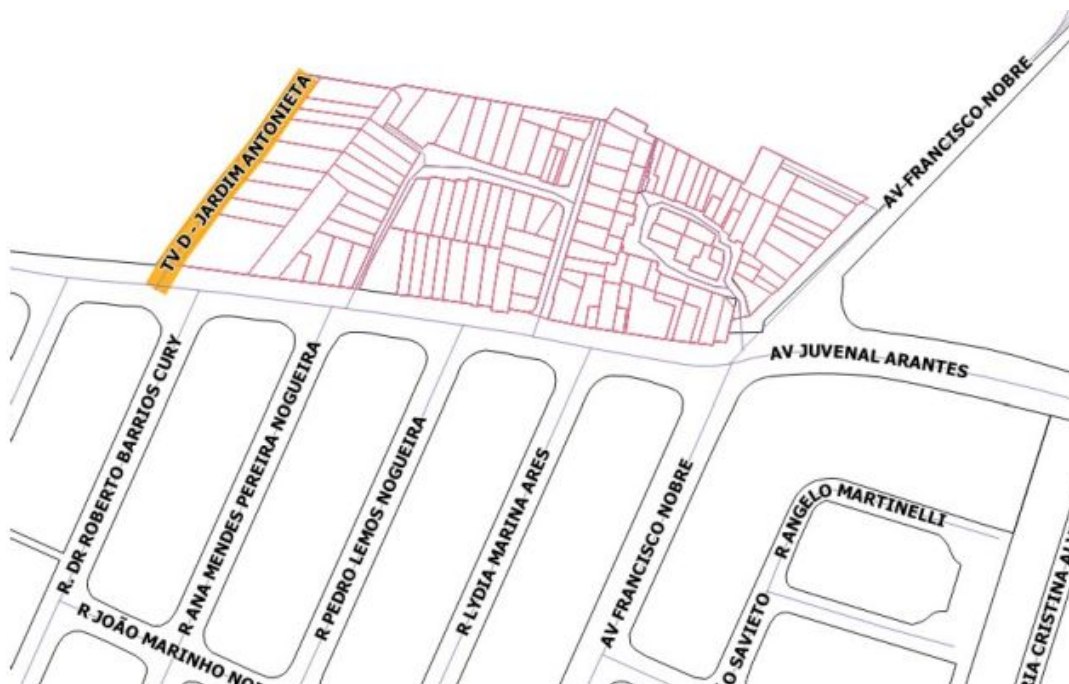 TV D - JARDIM ANTONIETA
AV FRANCISCO NOBRE
AV JUVENAL ARANTES
R. DR ROBERTO BARRIOS CURY
R ANA MENDES PEREIRA NOGUEIRA
R PEDRO LEMOS NOGUEIRA
R LYDIA MARINA ARES
AV FRANCISCO NOBRE
R ANGELO MARTINELLI
R JOÃO MARINHO
SAVIETO
CRISTINA